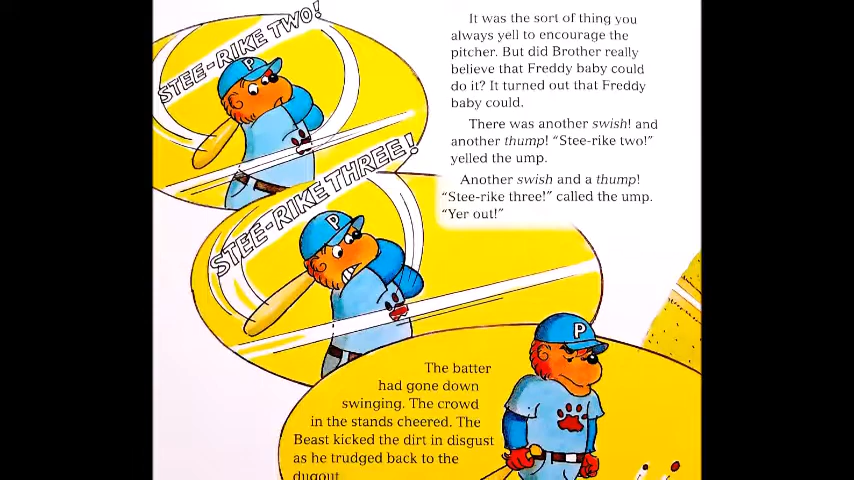 STEE-RIKE TWO!
P
It was the sort of thing you
always yell to encourage the
pitcher. But did Brother really
believe that Freddy baby could
do it? It turned out that Freddy
baby could.
There was another swish! and
another thump! “Stee-rike two!”
yelled the ump.
Another swish and a thump!
“Stee-rike three!” called the ump.
“Yer out!”
STEE-RIKE THREE!
P
P
The batter
had gone down
swinging. The crowd
in the stands cheered. The
Beast kicked the dirt in disgust
as he trudged back to the
dugout